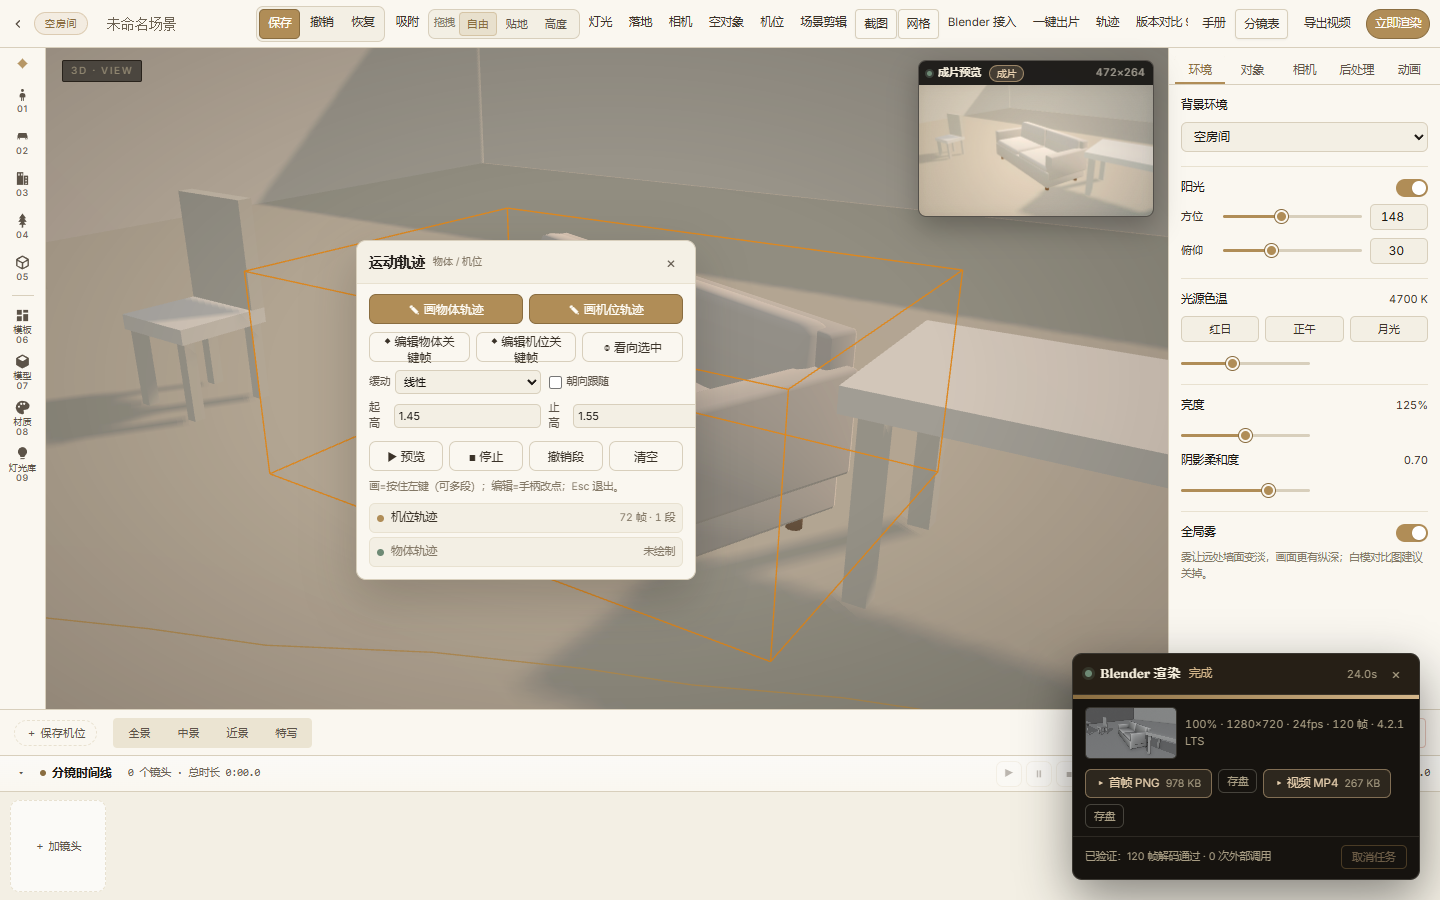 空房间
未命名场景
保存
撤销
恢复
吸附
拖拽
自由
贴地
高度
灯光
落地
相机
空对象
机位
场景剪辑
截图
网格
Blender 接入
一键出片
轨迹
版本对比
手册
分镜表
导出视频
立即渲染
01
02
03
04
05
模板
06
模型
07
材质
08
灯光库
09
3D · VIEW
成片预览
成片
472×264
运动轨迹
物体 / 机位
×
画物体轨迹
画机位轨迹
编辑物体关
键帧
编辑机位关
键帧
看向选中
缓动
线性
朝向跟随
起
高
1.45
止
高
1.55
▶ 预览
■ 停止
撤销段
清空
画=按住左键（可多段）；编辑=手柄改点；Esc 退出。
机位轨迹
72 帧 · 1 段
物体轨迹
未绘制
环境
对象
相机
后处理
动画
背景环境
空房间
阳光
方位
148
俯仰
30
光源色温
4700 K
红日
正午
月光
亮度
125%
阴影柔和度
0.70
全局雾
雾让远处墙面变淡，画面更有纵深；白模对比图建议
关掉。
+ 保存机位
全景
中景
近景
特写
分镜时间线
0 个镜头 · 总时长 0:00.0
.0
+ 加镜头
Blender 渲染
完成
24.0s
×
100% · 1280×720 · 24fps · 120 帧 · 4.2.1
LTS
首帧 PNG 978 KB
存盘
视频 MP4 267 KB
存盘
已验证：120 帧解码通过 · 0 次外部调用
取消任务